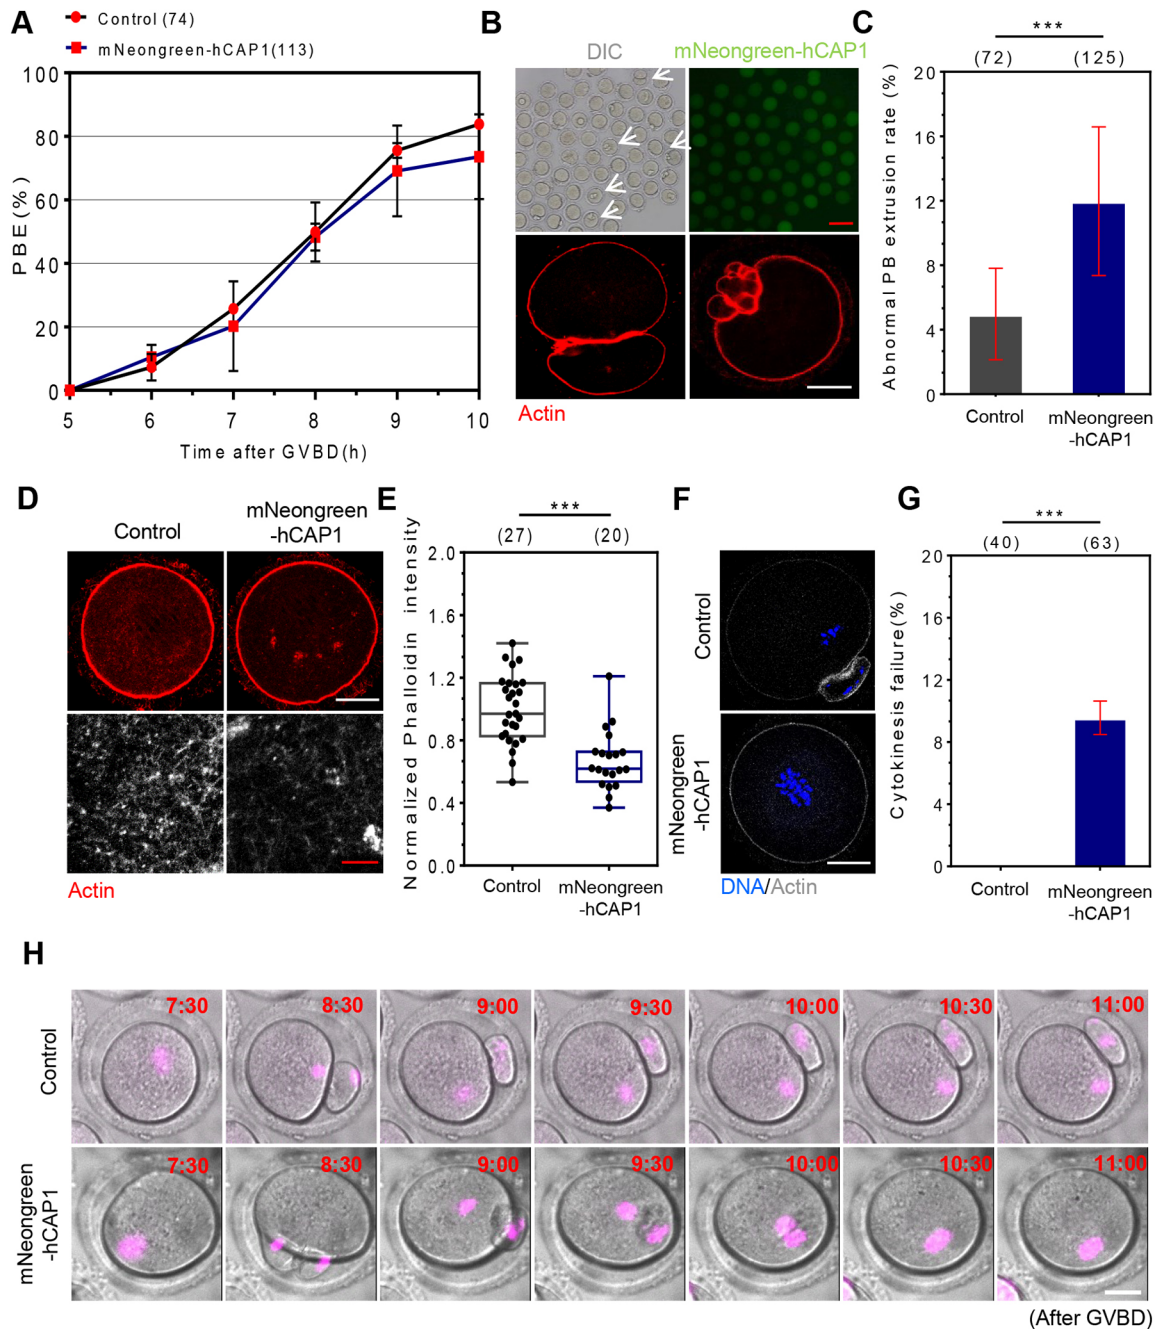 A
Control (74)
mNeongreen-hCAP1(113)
PBE(%)
100
80
60
40
20
0
5 6 7 8 9 10
Time after GVBD(h)
B
DIC
mNeongreen-hCAP1
Actin
C
***
(72) (125)
Abnormal PB extrusion rate (%)
20
16
12
8
4
0
Control
mNeongreen
-hCAP1
D
Control
mNeongreen
-hCAP1
Actin
E
***
(27) (20)
Normalized Phalloidin intensity
2.0
1.6
1.2
0.8
0.4
0.0
Control
mNeongreen
-hCAP1
F
Control
mNeongreen
-hCAP1
DNA/Actin
G
***
(40) (63)
Cytokinesis failure(%)
20
16
12
8
4
0
Control
mNeongreen
-hCAP1
H
Control
7:30 8:30 9:00 9:30 10:00 10:30 11:00
mNeongreen
-hCAP1
7:30 8:30 9:00 9:30 10:00 10:30 11:00
(After GVBD)